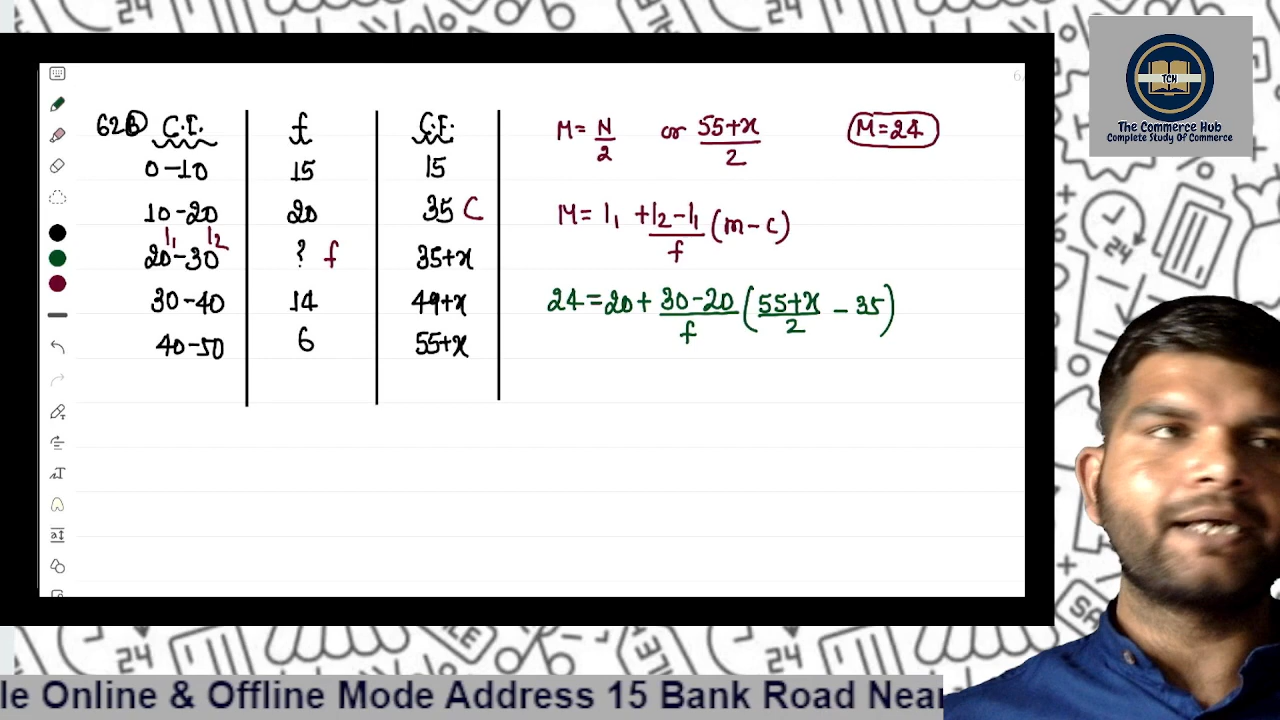 62 B C.I. f C.F.
0-10 15 15
10-20 20 35 C
l₁ l₂
20-30 ? f 35+x
30-40 14 49+x
40-50 6 55+x
M = N/2 or 55+x/2 M=24
M = l₁ + l₂-l₁/f (m-c)
24 = 20 + 30-20/f (55+x/2 - 35)
TCH
The Commerce Hub
Complete Study Of Commerce
le Online & Offline Mode Address 15 Bank Road Near